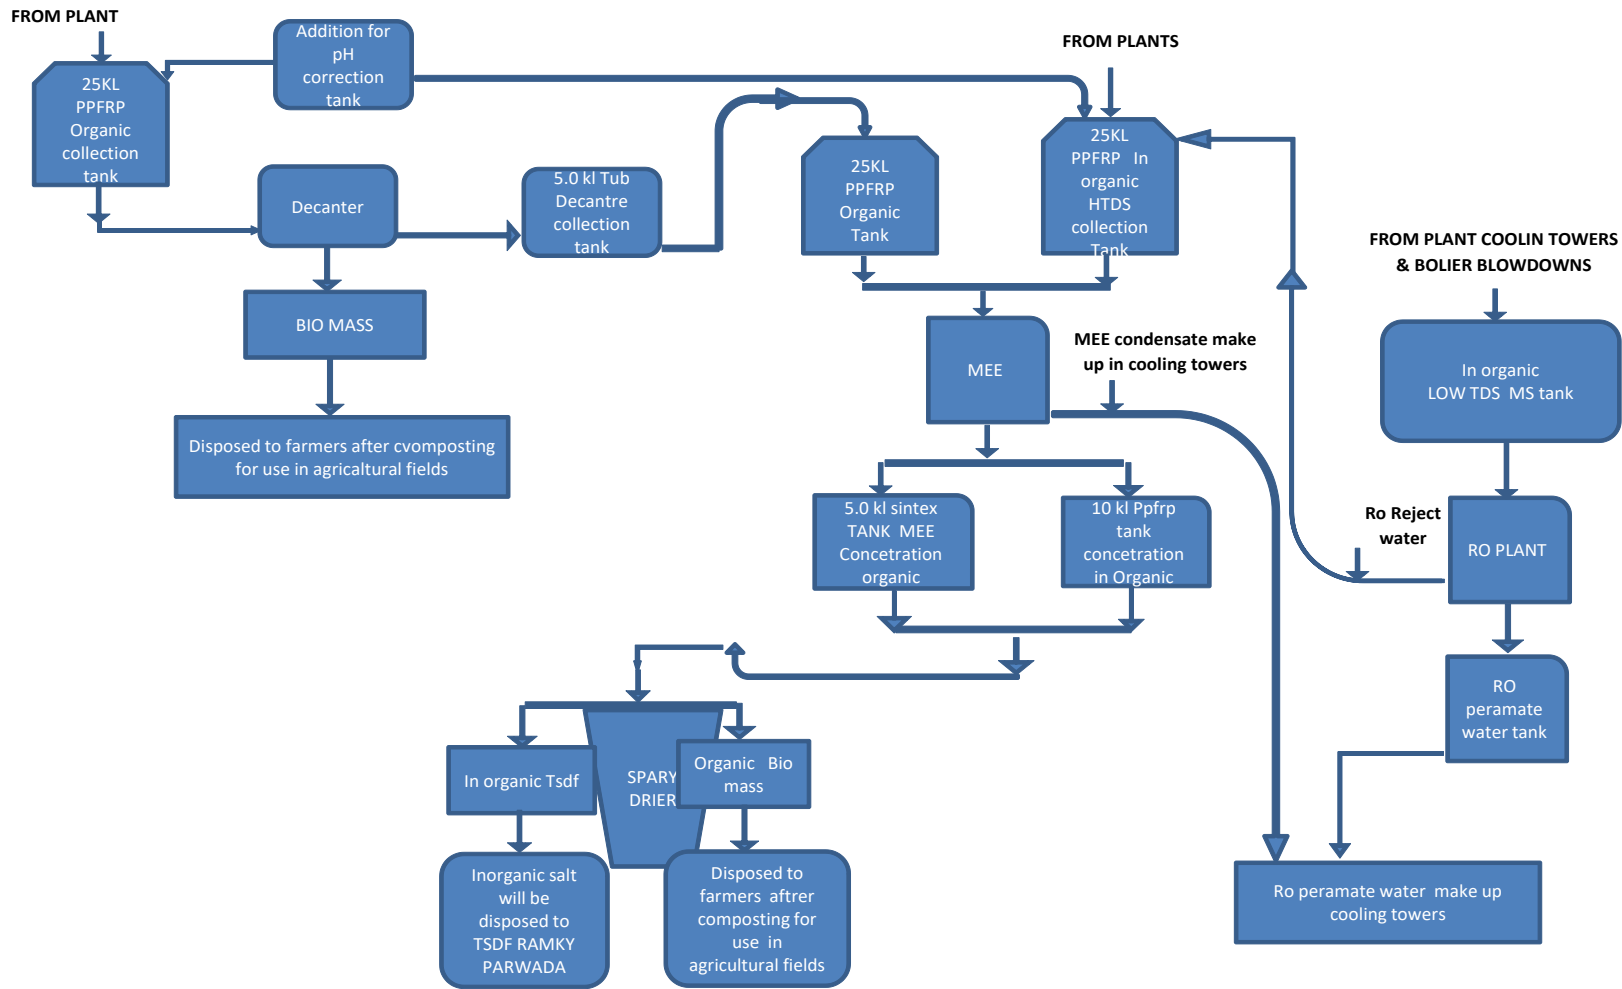 FROM PLANT
Addition for
pH
correction
tank
25KL
PPFRP
Organic
collection
tank
Decanter
BIO MASS
Disposed to farmers after cvomposting
for use in agricaltural fields
5.0 kl Tub
Decantre
collection
tank
25KL
PPFRP
Organic
Tank
FROM PLANTS
25KL
PPFRP In
organic
HTDS
collection
Tank
MEE
MEE condensate make
up in cooling towers
5.0 kl sintex
TANK MEE
Concetration
organic
10 kl Ppfrp
tank
concetration
in Organic
FROM PLANT COOLIN TOWERS
& BOLIER BLOWDOWNS
In organic
LOW TDS MS tank
Ro Reject
water
RO PLANT
RO
peramate
water tank
Ro peramate water make up
cooling towers
In organic Tsdf
SPARY
DRIER
Organic Bio
mass
Inorganic salt
will be
disposed to
TSDF RAMKY
PARWADA
Disposed to
farmers aftrer
composting for
use in
agricultural fields